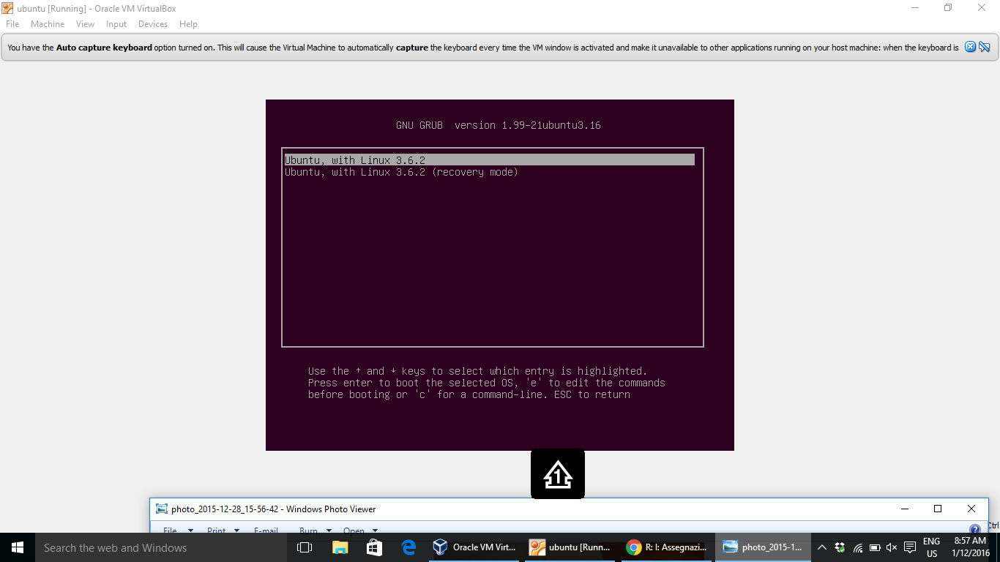 ubuntu [Running] - Oracle VM VirtualBox
File Machine View Input Devices Help
You have the Auto capture keyboard option turned on. This will cause the Virtual Machine to automatically capture the keyboard every time the VM window is activated and make it unavailable to other applications running on your host machine: when the keyboard is
GNU GRUB version 1.99-21ubuntu3.16
Ubuntu, with Linux 3.6.2
Ubuntu, with Linux 3.6.2 (recovery mode)
Use the ↑ and ↓ keys to select which entry is highlighted.
Press enter to boot the selected OS, 'e' to edit the commands
before booting or 'c' for a command-line. ESC to return
1
photo_2015-12-28_15-56-42 - Windows Photo Viewer
File Print E-mail Burn Open
Ctrl
Search the web and Windows
Oracle VM Virt...
ubuntu [Runn...
R: I: Assegnazi...
photo_2015-1...
ENG
US
8:57 AM
1/12/2016